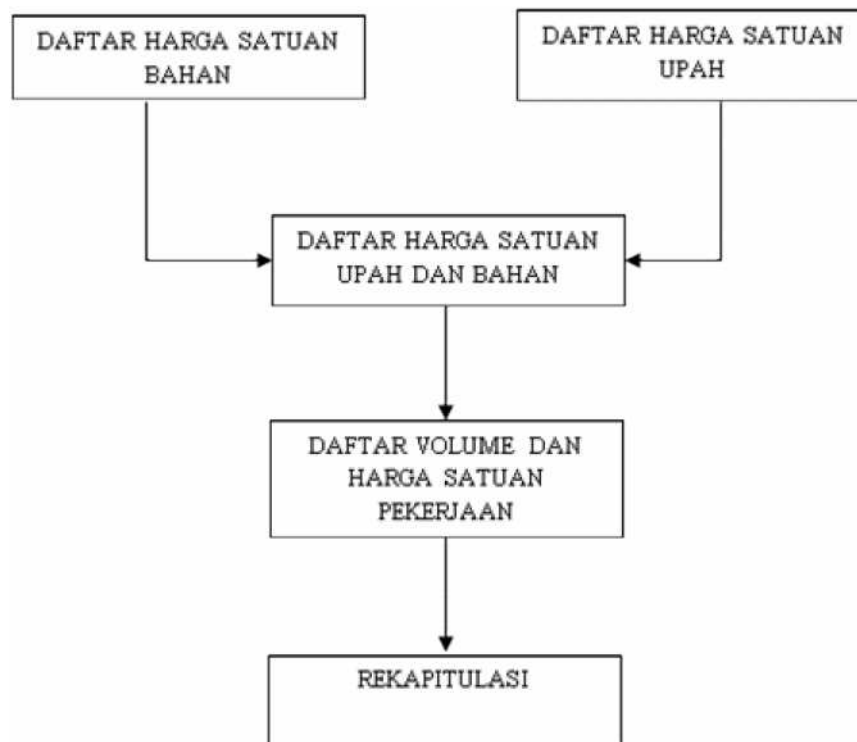 DAFTAR HARGA SATUAN
BAHAN
DAFTAR HARGA SATUAN
UPAH
DAFTAR HARGA SATUAN
UPAH DAN BAHAN
DAFTAR VOLUME DAN
HARGA SATUAN
PEKERJAAN
REKAPITULASI